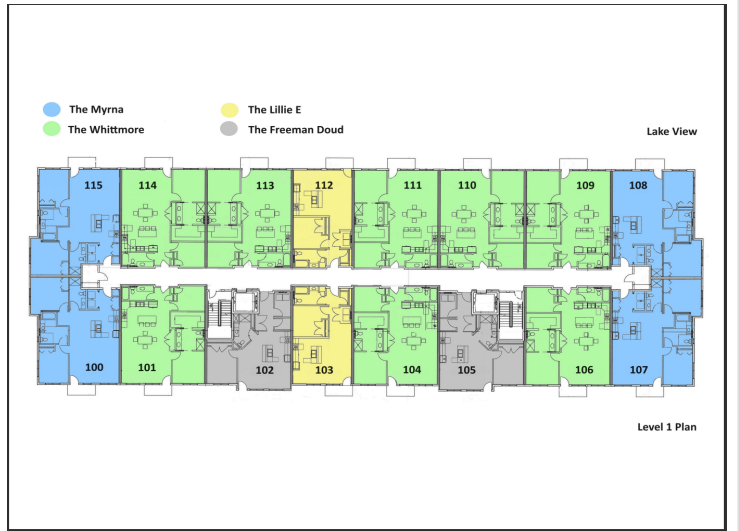 The Myrna The Lillie E
The Whittmore The Freeman Doud
Lake View
115 114 113 112 111 110 109 108
100 101 102 103 104 105 106 107
Level 1 Plan